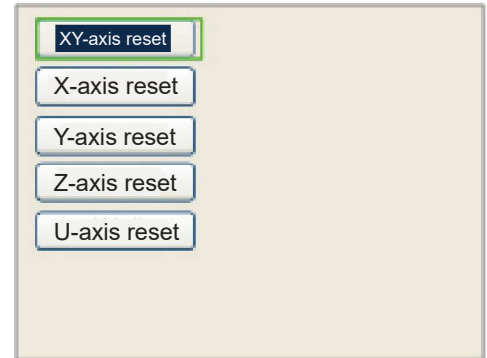 XY-axis reset
X-axis reset
Y-axis reset
Z-axis reset
U-axis reset